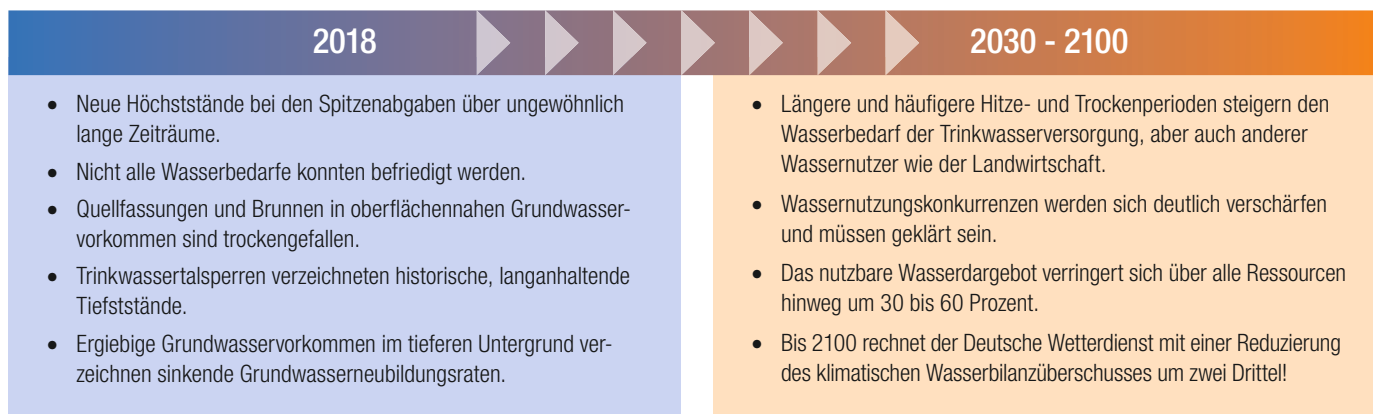 2018
• Neue Höchststände bei den Spitzenabgaben über ungewöhnlich
lange Zeiträume.
• Nicht alle Wasserbedarfe konnten befriedigt werden.
• Quellfassungen und Brunnen in oberflächennahen Grundwasser-
vorkommen sind trockengefallen.
• Trinkwassertalsperren verzeichneten historische, langanhaltende
Tiefststände.
• Ergiebige Grundwasservorkommen im tieferen Untergrund ver-
zeichnen sinkende Grundwasserneubildungsraten.
2030 - 2100
• Längere und häufigere Hitze- und Trockenperioden steigern den
Wasserbedarf der Trinkwasserversorgung, aber auch anderer
Wassernutzer wie der Landwirtschaft.
• Wassernutzungskonkurrenzen werden sich deutlich verschärfen
und müssen geklärt sein.
• Das nutzbare Wasserdargebot verringert sich über alle Ressourcen
hinweg um 30 bis 60 Prozent.
• Bis 2100 rechnet der Deutsche Wetterdienst mit einer Reduzierung
des klimatischen Wasserbilanzüberschusses um zwei Drittel!